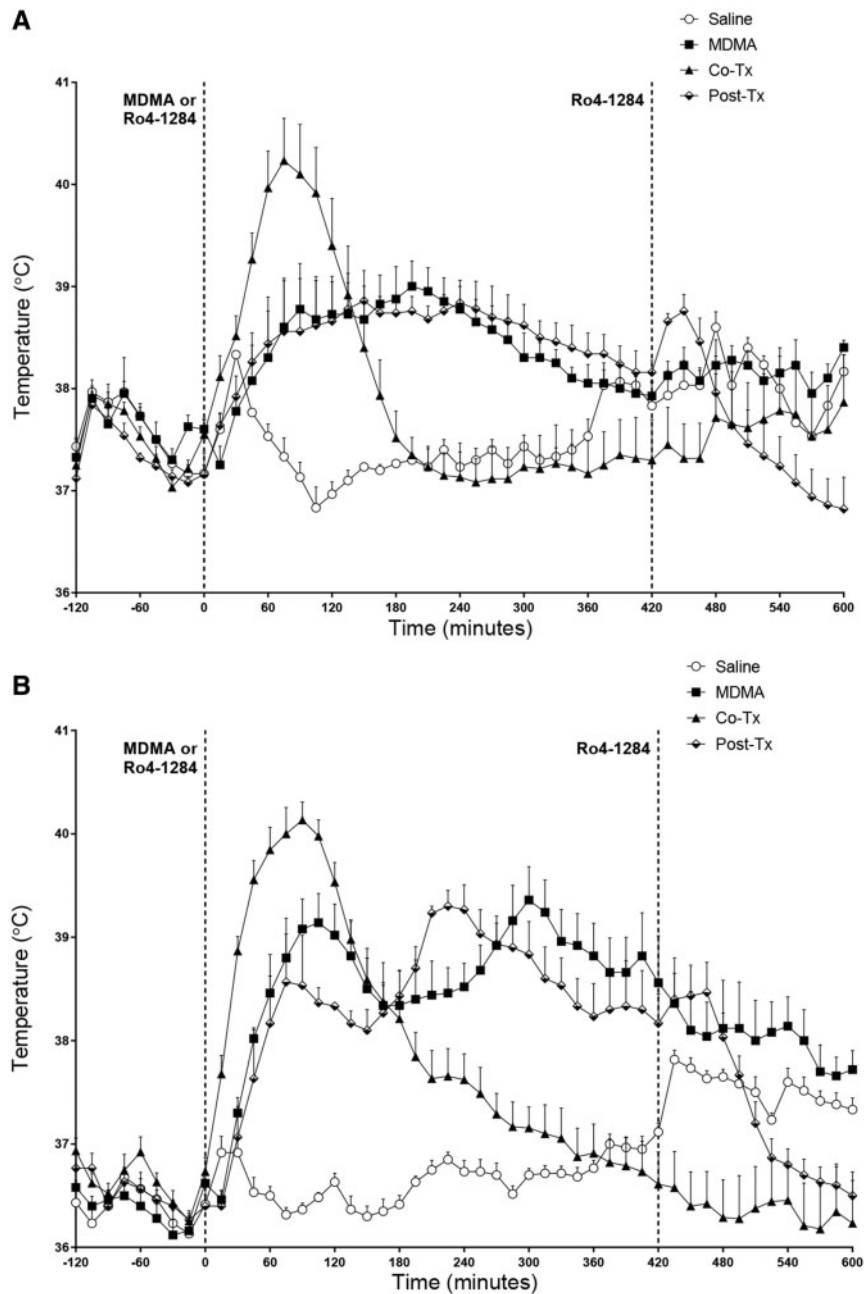 A
Saline
MDMA
Co-Tx
Post-Tx
MDMA or
Ro4-1284
Ro4-1284
Temperature (°C)
41
40
39
38
37
36
-120 -60 0 60 120 180 240 300 360 420 480 540 600
Time (minutes)
B
Saline
MDMA
Co-Tx
Post-Tx
MDMA or
Ro4-1284
Ro4-1284
Temperature (°C)
41
40
39
38
37
36
-120 -60 0 60 120 180 240 300 360 420 480 540 600
Time (minutes)